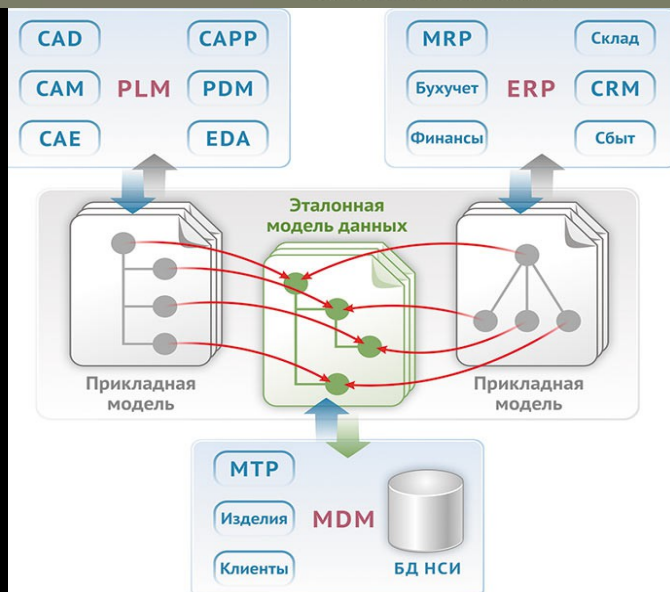 CAD
CAPP
CAM
PLM
PDM
CAE
EDA
MRP
Склад
Бухучет
ERP
CRM
Финансы
Сбыт
Эталонная
модель данных
Прикладная
модель
Прикладная
модель
МТР
Изделия
MDM
Клиенты
БД НСИ